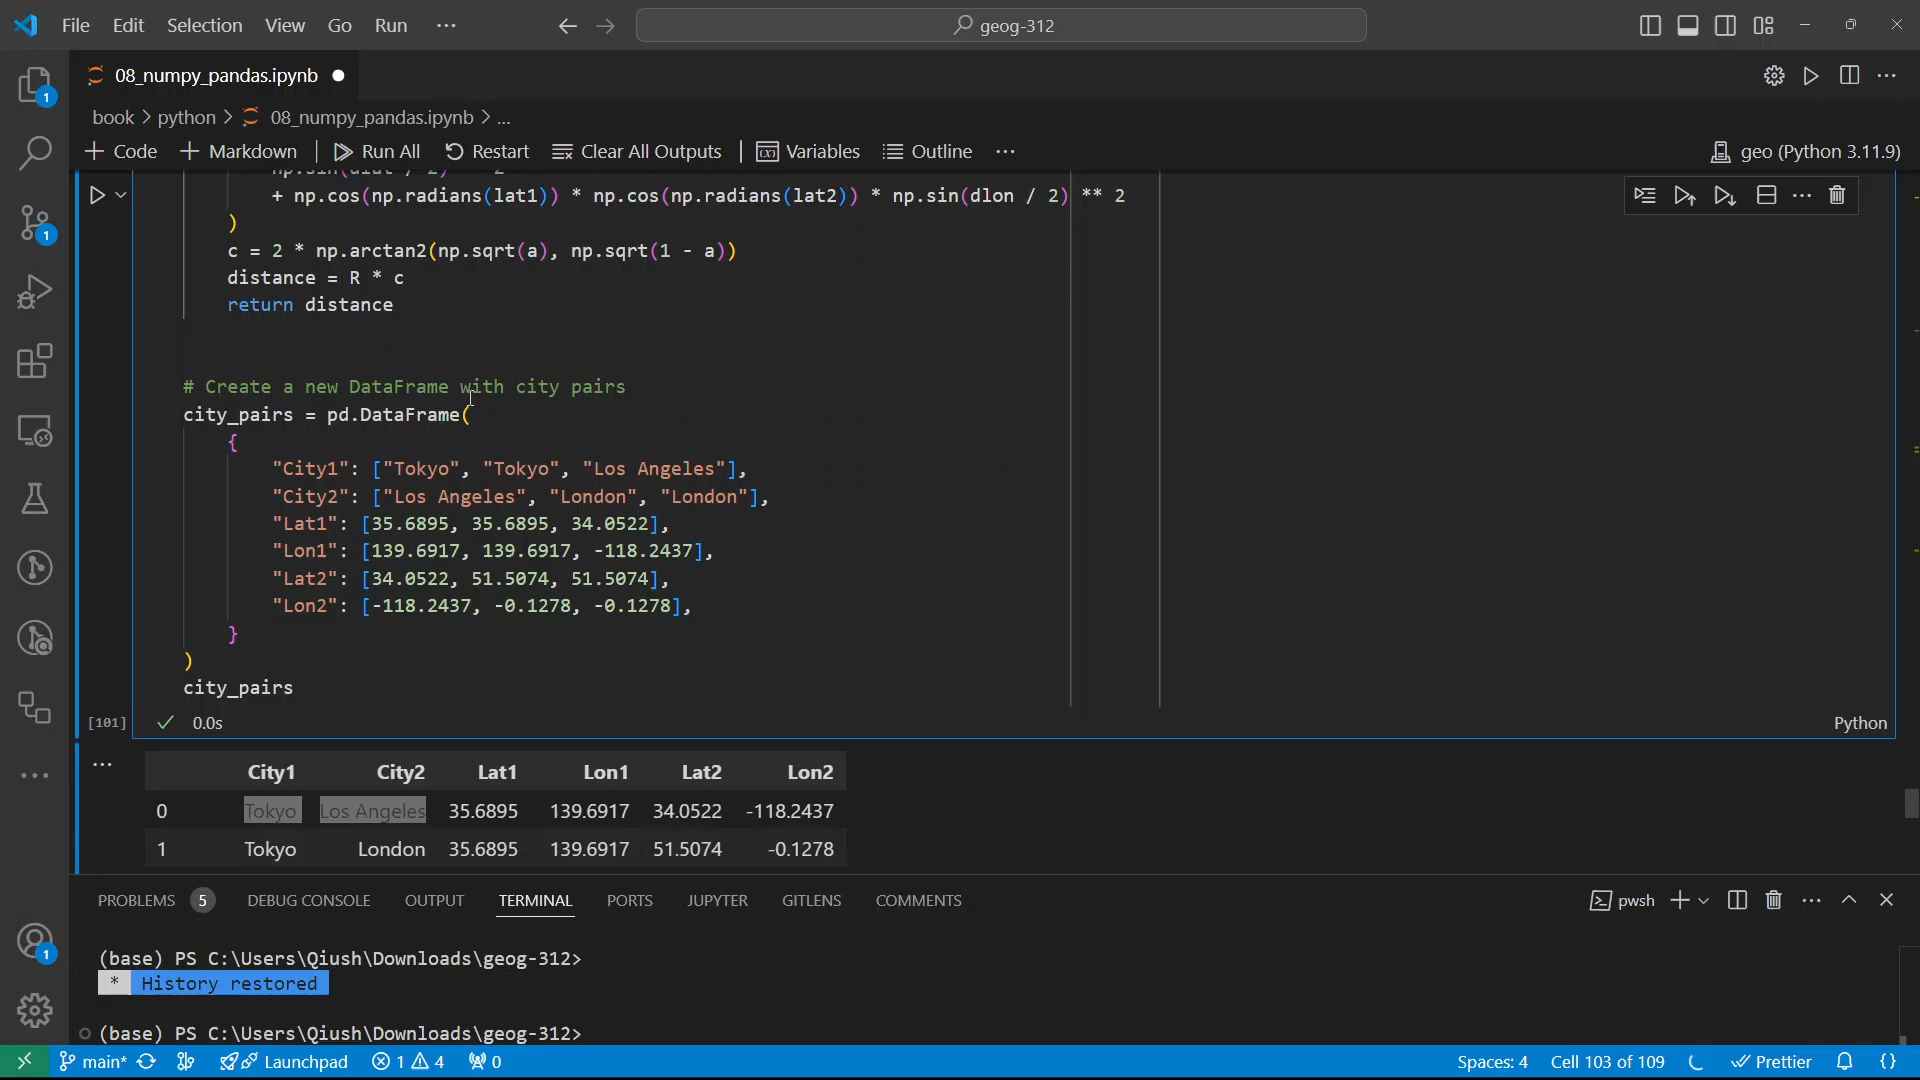 File Edit Selection View Go Run ··· geog-312
08_numpy_pandas.ipynb
book > python > 08_numpy_pandas.ipynb > ...
+ Code + Markdown | Run All Restart Clear All Outputs | Variables Outline ··· geo (Python 3.11.9)
+ np.cos(np.radians(lat1)) * np.cos(np.radians(lat2)) * np.sin(dlon / 2) ** 2
)
c = 2 * np.arctan2(np.sqrt(a), np.sqrt(1 - a))
distance = R * c
return distance
# Create a new DataFrame with city pairs
city_pairs = pd.DataFrame(
{
"City1": ["Tokyo", "Tokyo", "Los Angeles"],
"City2": ["Los Angeles", "London", "London"],
"Lat1": [35.6895, 35.6895, 34.0522],
"Lon1": [139.6917, 139.6917, -118.2437],
"Lat2": [34.0522, 51.5074, 51.5074],
"Lon2": [-118.2437, -0.1278, -0.1278],
}
)
city_pairs
[101] 0.0s Python
City1 City2 Lat1 Lon1 Lat2 Lon2
0 Tokyo Los Angeles 35.6895 139.6917 34.0522 -118.2437
1 Tokyo London 35.6895 139.6917 51.5074 -0.1278
PROBLEMS 5 DEBUG CONSOLE OUTPUT TERMINAL PORTS JUPYTER GITLENS COMMENTS pwsh
(base) PS C:\Users\Qiush\Downloads\geog-312>
* History restored
(base) PS C:\Users\Qiush\Downloads\geog-312>
main* Launchpad 1 4 0 Spaces: 4 Cell 103 of 109 Prettier {}